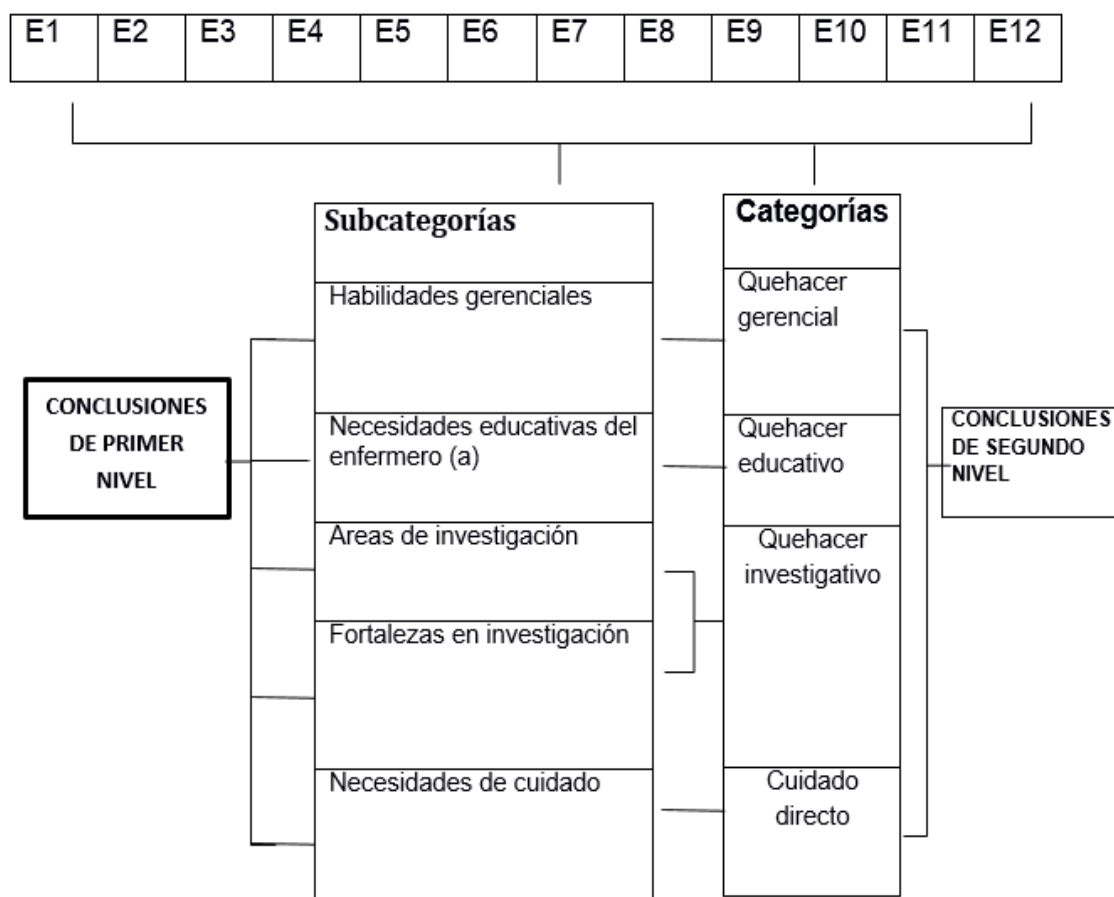 E1 E2 E3 E4 E5 E6 E7 E8 E9 E10 E11 E12
Subcategorías
Habilidades gerenciales
Necesidades educativas del
enfermero (a)
Areas de investigación
Fortalezas en investigación
Necesidades de cuidado
Categorías
Quehacer
gerencial
Quehacer
educativo
Quehacer
investigativo
Cuidado
directo
CONCLUSIONES
DE PRIMER
NIVEL
CONCLUSIONES
DE SEGUNDO
NIVEL